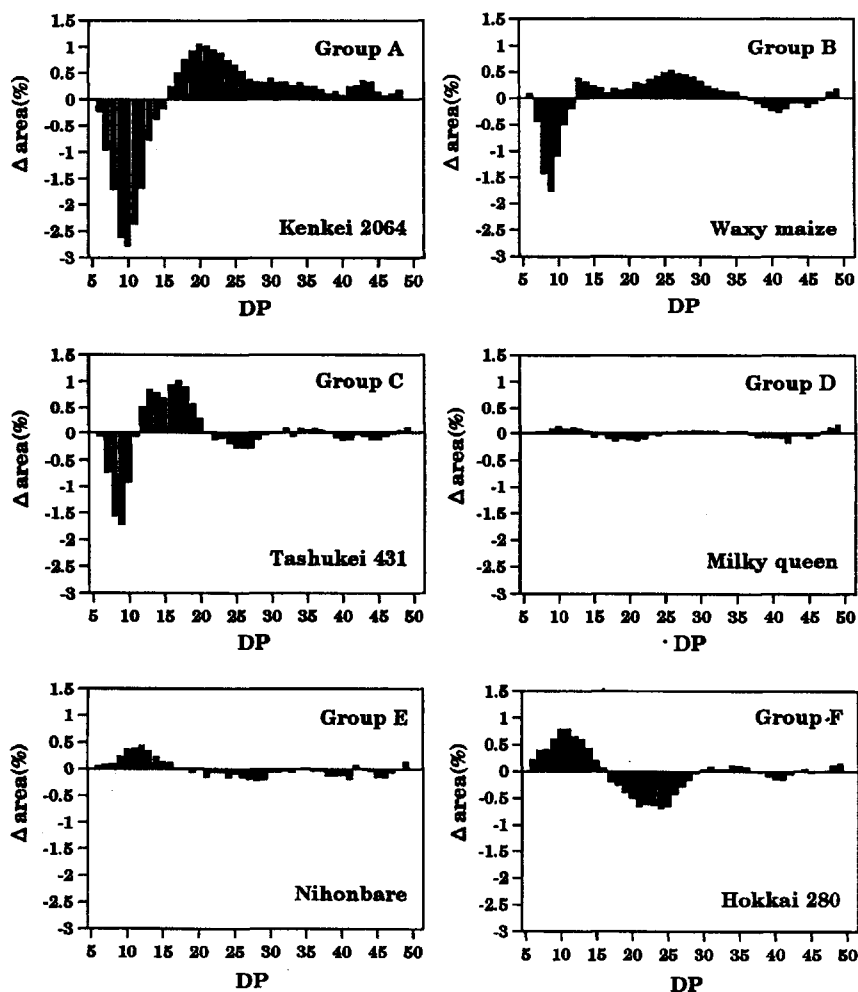 1.5
1
0.5
0
-0.5
-1
-1.5
-2
-2.5
-3
Δ area(%)
Group A
Kenkei 2064
5 10 15 20 25 30 35 40 45 50
DP
1.5
1
0.5
0
-0.5
-1
-1.5
-2
-2.5
-3
Δ area(%)
Group B
Waxy maize
5 10 15 20 25 30 35 40 45 50
DP
1.5
1
0.5
0
-0.5
-1
-1.5
-2
-2.5
-3
Δ area(%)
Group C
Tashukei 431
5 10 15 20 25 30 35 40 45 50
DP
1.5
1
0.5
0
-0.5
-1
-1.5
-2
-2.5
-3
Δ area(%)
Group D
Milky queen
5 10 15 20 25 30 35 40 45 50
DP
1.5
1
0.5
0
-0.5
-1
-1.5
-2
-2.5
-3
Δ area(%)
Group E
Nihonbare
5 10 15 20 25 30 35 40 45 50
DP
1.5
1
0.5
0
-0.5
-1
-1.5
-2
-2.5
-3
Δ area(%)
Group F
Hokkai 280
5 10 15 20 25 30 35 40 45 50
DP